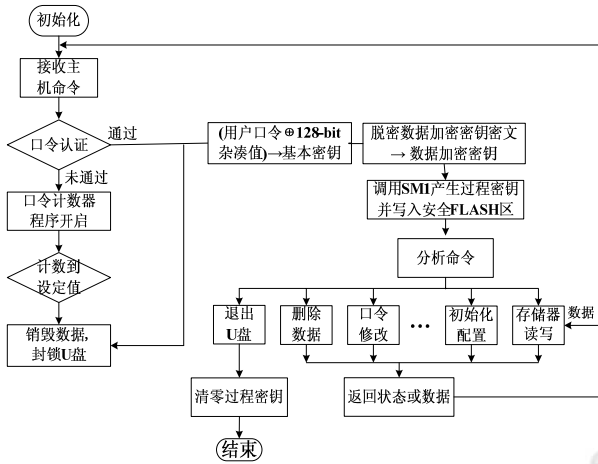 初始化
接收主
机命令
口令认证
通过
未通过
(用户口令⊕128-bit
杂凑值)→基本密钥
脱密数据加密密钥密文
→ 数据加密密钥
口令计数器
程序开启
调用SM1产生过程密钥
并写入安全FLASH区
计数到
设定值
分析命令
销毁数据,
封锁U盘
退出
U盘
删除
数据
口令
修改
…
初始化
配置
存储器
读写
数据
清零过程密钥
返回状态或数据
结束